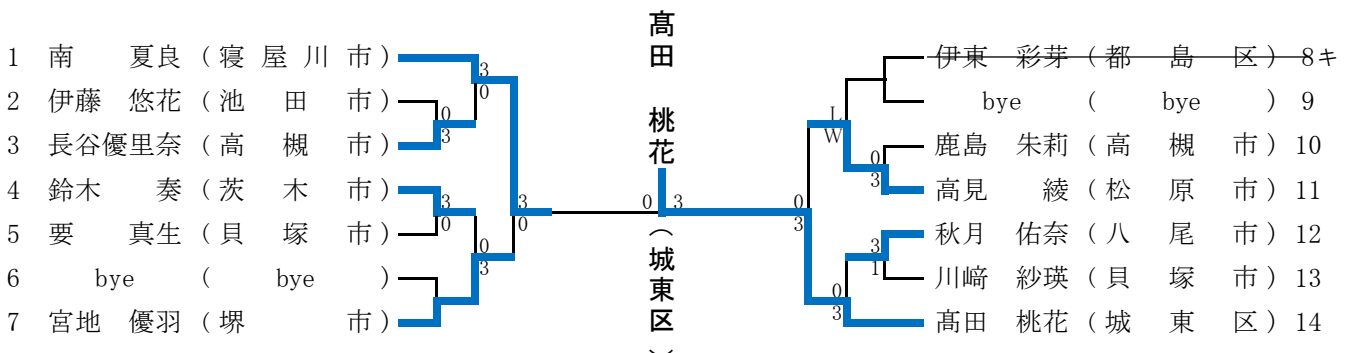 髙田 桃花（城東区）
1 南 夏良（寝屋川市）
2 伊藤 悠花（池田市）
3 長谷優里奈（高槻市）
4 鈴木 奏（茨木市）
5 要 真生（貝塚市）
6 bye（bye）
7 宮地 優羽（堺市）
3
0
0
3
3
0
0
3
3
0
0 3
伊東 彩芽（都島区）8キ
bye（bye）9
鹿島 朱莉（高槻市）10
高見 綾（松原市）11
秋月 佑奈（八尾市）12
川﨑 紗瑛（貝塚市）13
髙田 桃花（城東区）14
L
W
0
3
0
3
3
1
0
3